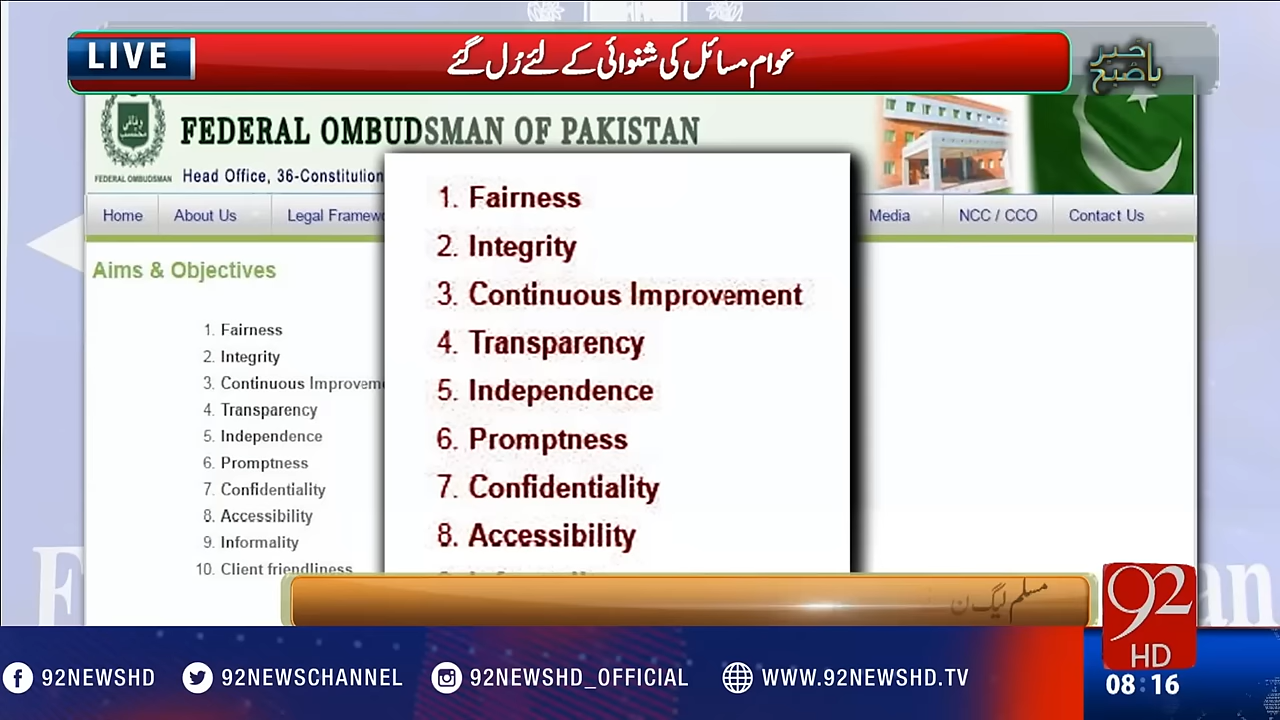 LIVE
عوام مسائل کی شنوائی کے لئے رُل گئے
خبر
باصبح
FEDERAL OMBUDSMAN OF PAKISTAN
وفاقی
محتسب
FEDERAL OMBUDSMAN
Head Office, 36-Constitution
Home
About Us
Legal Framew
Media
NCC / CCO
Contact Us
Aims & Objectives
1. Fairness
2. Integrity
3. Continuous Improvem
4. Transparency
5. Independence
6. Promptness
7. Confidentiality
8. Accessibility
9. Informality
10. Client friendliness
1. Fairness
2. Integrity
3. Continuous Improvement
4. Transparency
5. Independence
6. Promptness
7. Confidentiality
8. Accessibility
مسلم لیگ ن
92
HD
08:16
92NEWSHD
92NEWSCHANNEL
92NEWSHD_OFFICIAL
WWW.92NEWSHD.TV